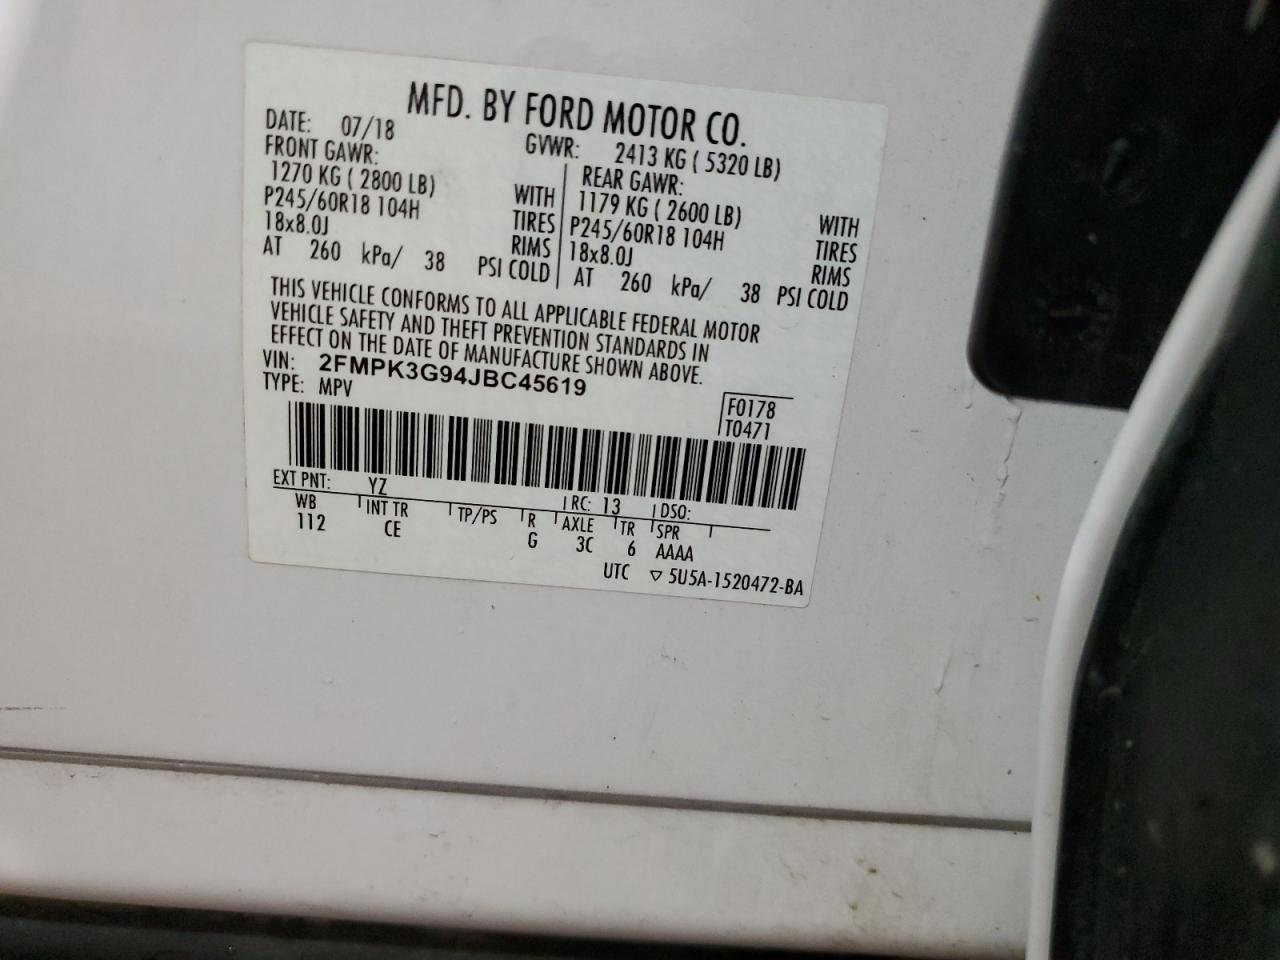 MFD. BY FORD MOTOR CO.
DATE: 07/18 GVWR: 2413 KG ( 5320 LB)
FRONT GAWR: REAR GAWR:
1270 KG ( 2800 LB) WITH 1179 KG ( 2600 LB) WITH
P245/60R18 104H TIRES P245/60R18 104H TIRES
18x8.0J RIMS 18x8.0J RIMS
AT 260 kPa/ 38 PSI COLD AT 260 kPa/ 38 PSI COLD
THIS VEHICLE CONFORMS TO ALL APPLICABLE FEDERAL MOTOR
VEHICLE SAFETY AND THEFT PREVENTION STANDARDS IN
EFFECT ON THE DATE OF MANUFACTURE SHOWN ABOVE.
VIN: 2FMPK3G94JBC45619
TYPE: MPV
F0178
T0471
EXT PNT: YZ RC: 13 DSO:
WB INT TR TP/PS R AXLE TR SPR
112 CE G 3C 6 AAAA
UTC ▽ 5U5A-1520472-BA